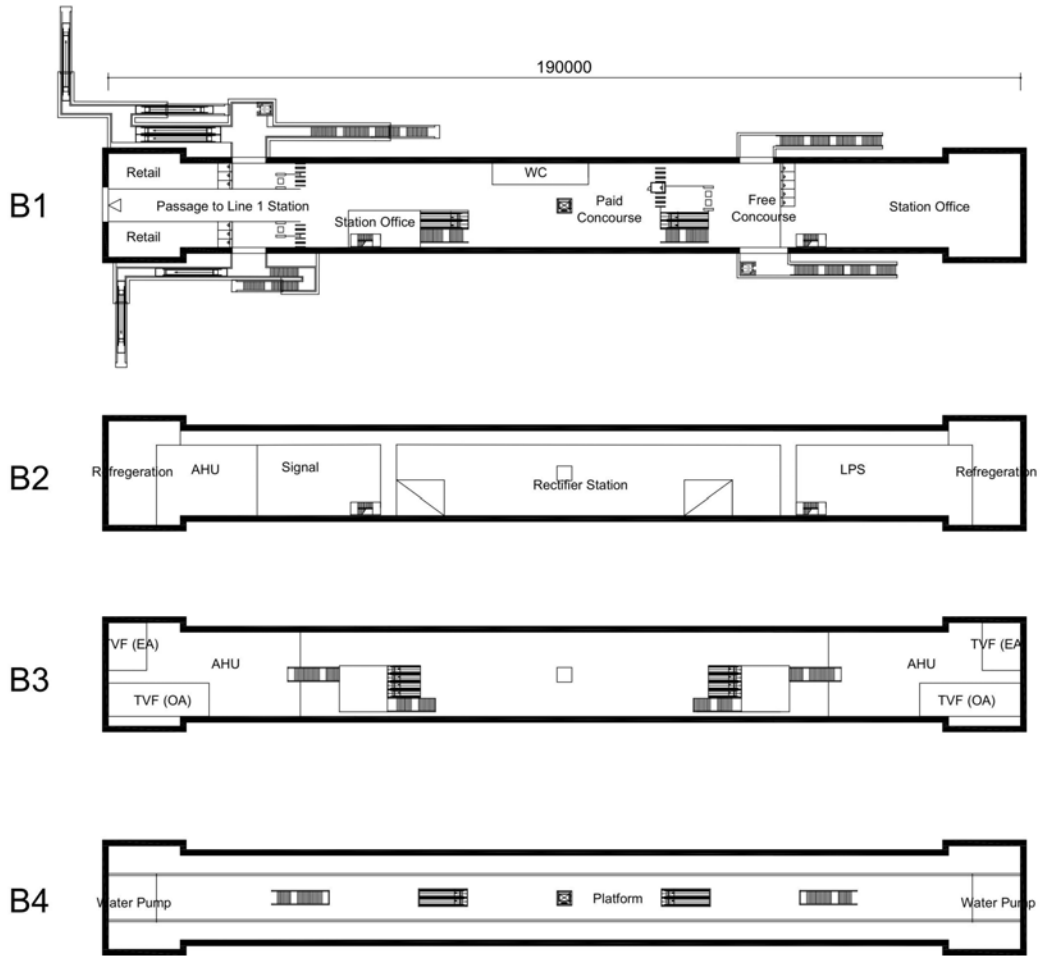 190000
B1
Retail
WC
Passage to Line 1 Station
Paid
Concourse
Free
Concourse
Station Office
Station Office
Retail
B2
Refregeration
AHU
Signal
Rectifier Station
LPS
Refregeration
B3
TVF (EA)
AHU
TVF (OA)
AHU
TVF (EA)
TVF (OA)
B4
Water Pump
Platform
Water Pump